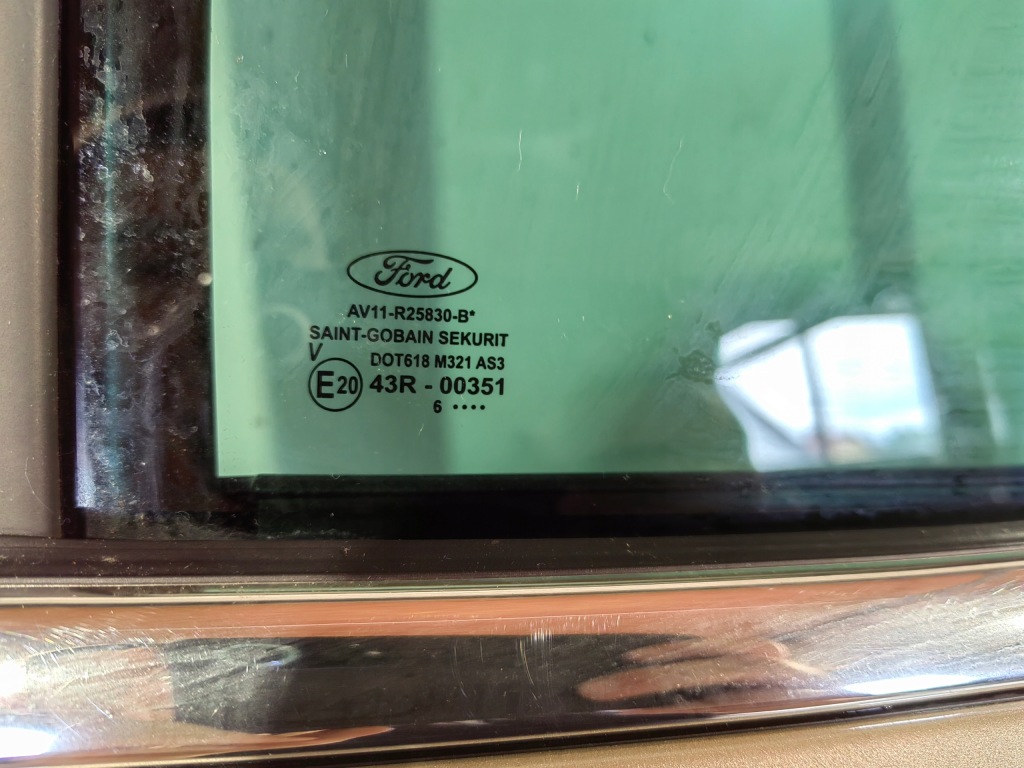 Ford
AV11-R25830-B*
SAINT-GOBAIN SEKURIT
V
DOT618 M321 AS3
E20 43R - 00351
6 ••••